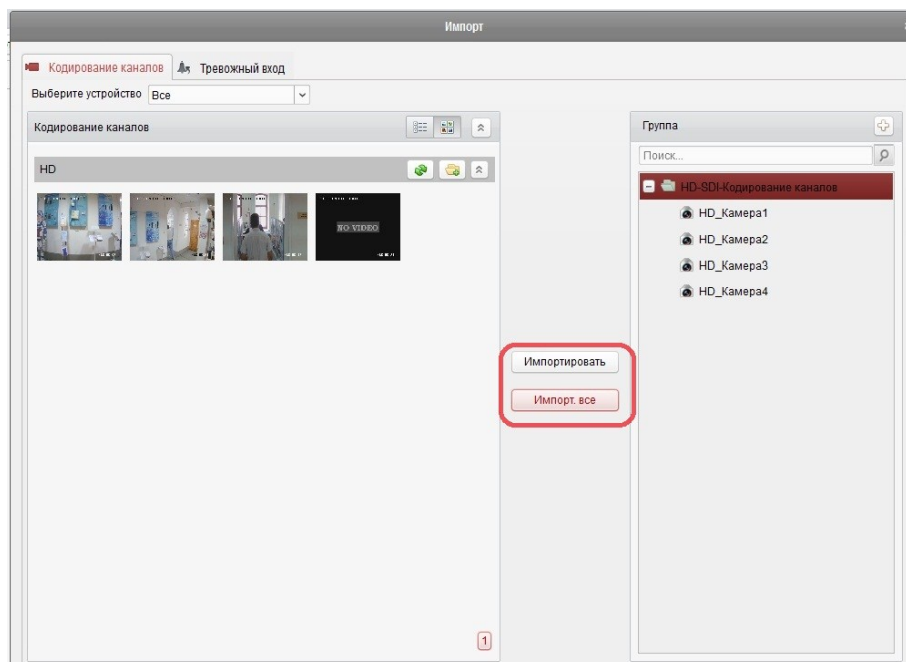 Импорт
Кодирование каналов Тревожный вход
Выберите устройство Все
Кодирование каналов
HD
NO VIDEO
Импортировать
Импорт. все
1
Группа
Поиск...
HD-SDI-Кодирование каналов
HD_Камера1
HD_Камера2
HD_Камера3
HD_Камера4